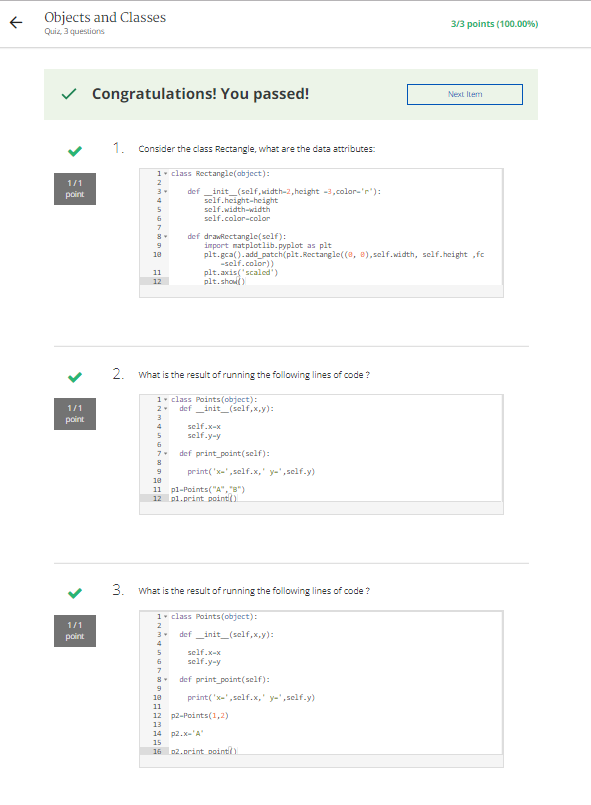 Objects and Classes
Quiz, 3 questions
3/3 points (100.00%)
Congratulations! You passed!
Next Item
1.
Consider the class Rectangle, what are the data attributes:
1/1
point
1 class Rectangle(object):
2
3 def __init__(self,width=2,height =3,color='r'):
4 self.height=height
5 self.width=width
6 self.color=color
7
8 def drawRectangle(self):
9 import matplotlib.pyplot as plt
10 plt.gca().add_patch(plt.Rectangle((0, 0),self.width, self.height ,fc
=self.color))
11 plt.axis('scaled')
12 plt.show()
2.
What is the result of running the following lines of code ?
1/1
point
1 class Points(object):
2 def __init__(self,x,y):
3
4 self.x=x
5 self.y=y
6
7 def print_point(self):
8
9 print('x=',self.x,' y=',self.y)
10
11 p1=Points("A","B")
12 p1.print_point()
3.
What is the result of running the following lines of code ?
1/1
point
1 class Points(object):
2
3 def __init__(self,x,y):
4
5 self.x=x
6 self.y=y
7
8 def print_point(self):
9
10 print('x=',self.x,' y=',self.y)
11
12 p2=Points(1,2)
13
14 p2.x='A'
15
16 p2.print_point()